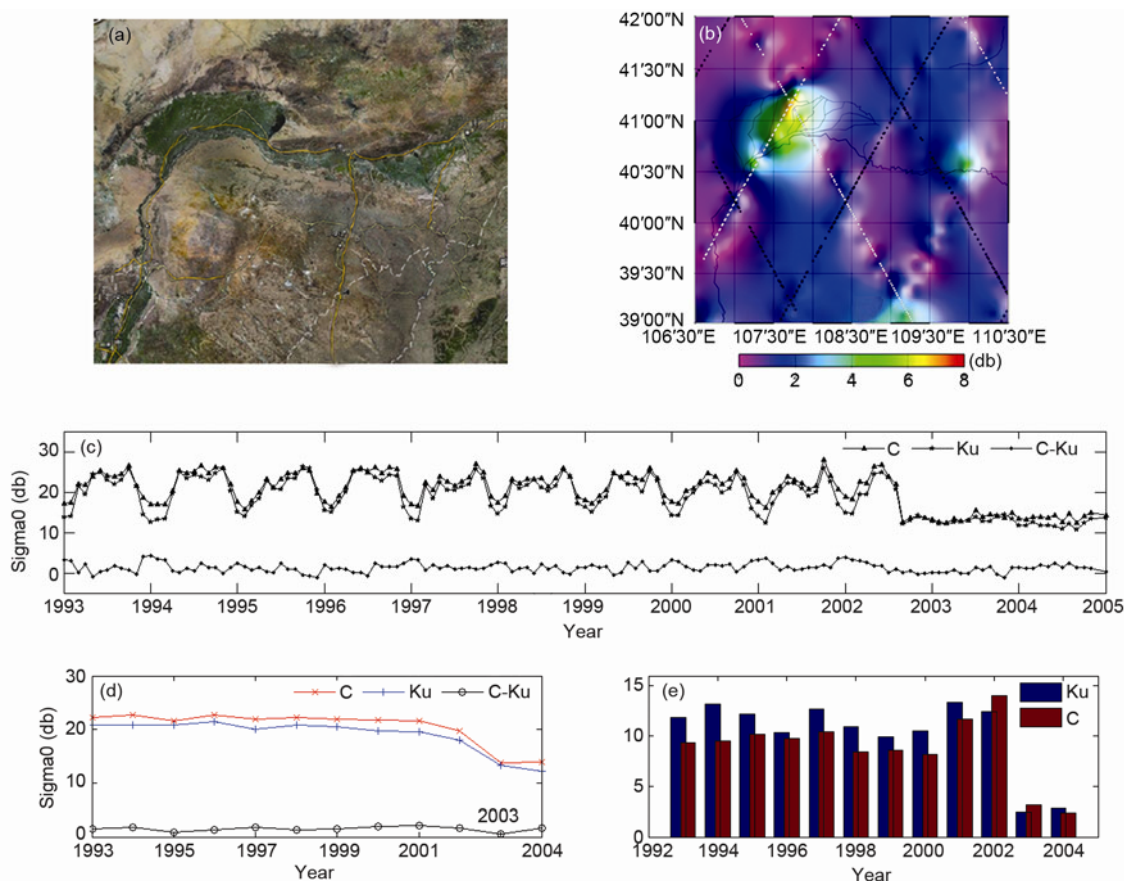 (a)
(b)
42′00″N
41′30″N
41′00″N
40′30″N
40′00″N
39′30″N
39′00″N
106′30″E 107′30″E 108′30″E 109′30″E 110′30″E
(db)
0 2 4 6 8
(c)
C Ku C-Ku
Sigma0 (db)
30
20
10
0
1993 1994 1995 1996 1997 1998 1999 2000 2001 2002 2003 2004 2005
Year
(d)
C Ku C-Ku
Sigma0 (db)
30
20
10
0
2003
1993 1995 1997 1999 2001 2004
Year
(e)
Ku
C
15
10
5
0
1992 1994 1996 1998 2000 2002 2004
Year